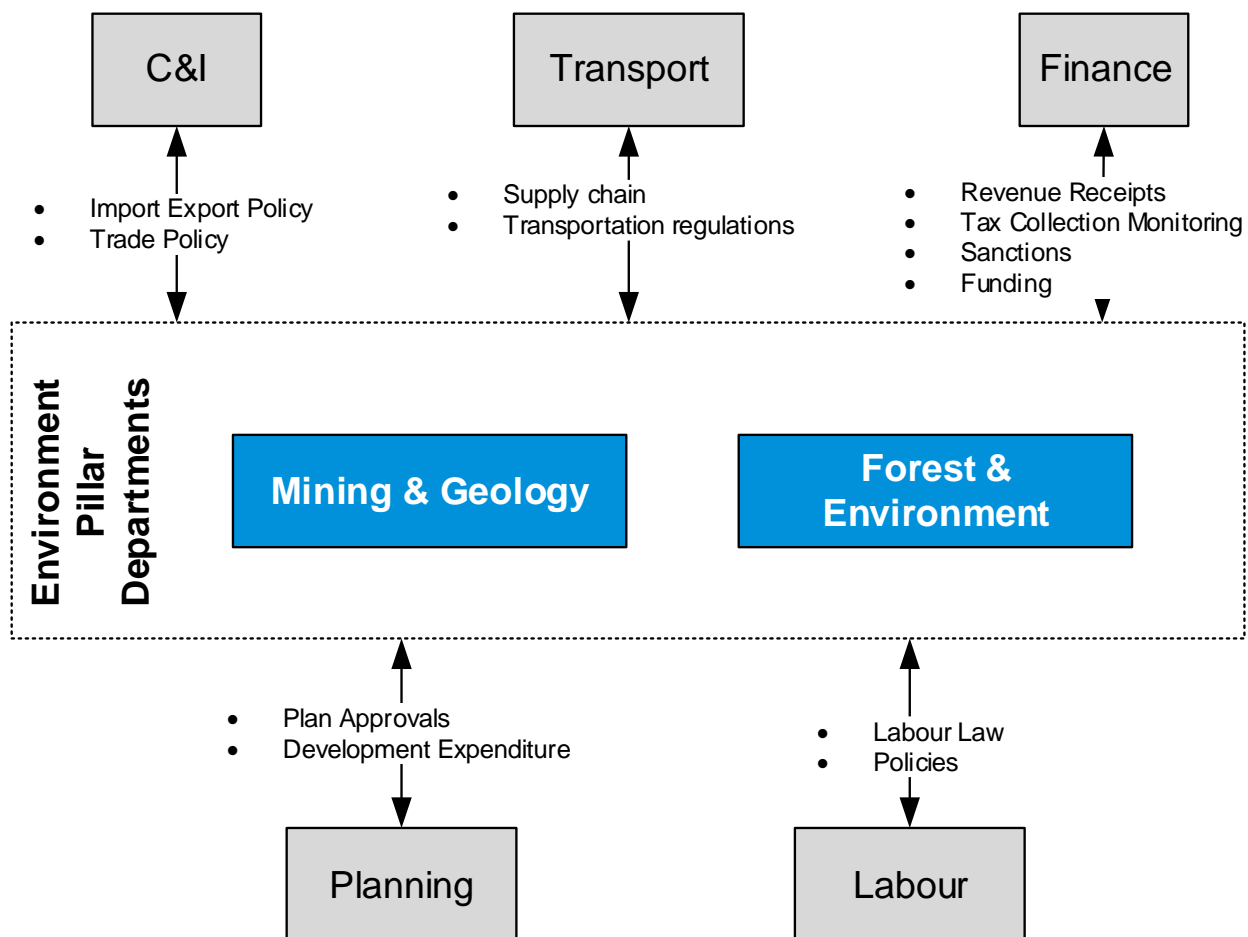 C&I
Transport
Finance
• Import Export Policy
• Trade Policy
• Supply chain
• Transportation regulations
• Revenue Receipts
• Tax Collection Monitoring
• Sanctions
• Funding
Environment
Pillar
Departments
Mining & Geology
Forest &
Environment
• Plan Approvals
• Development Expenditure
• Labour Law
• Policies
Planning
Labour